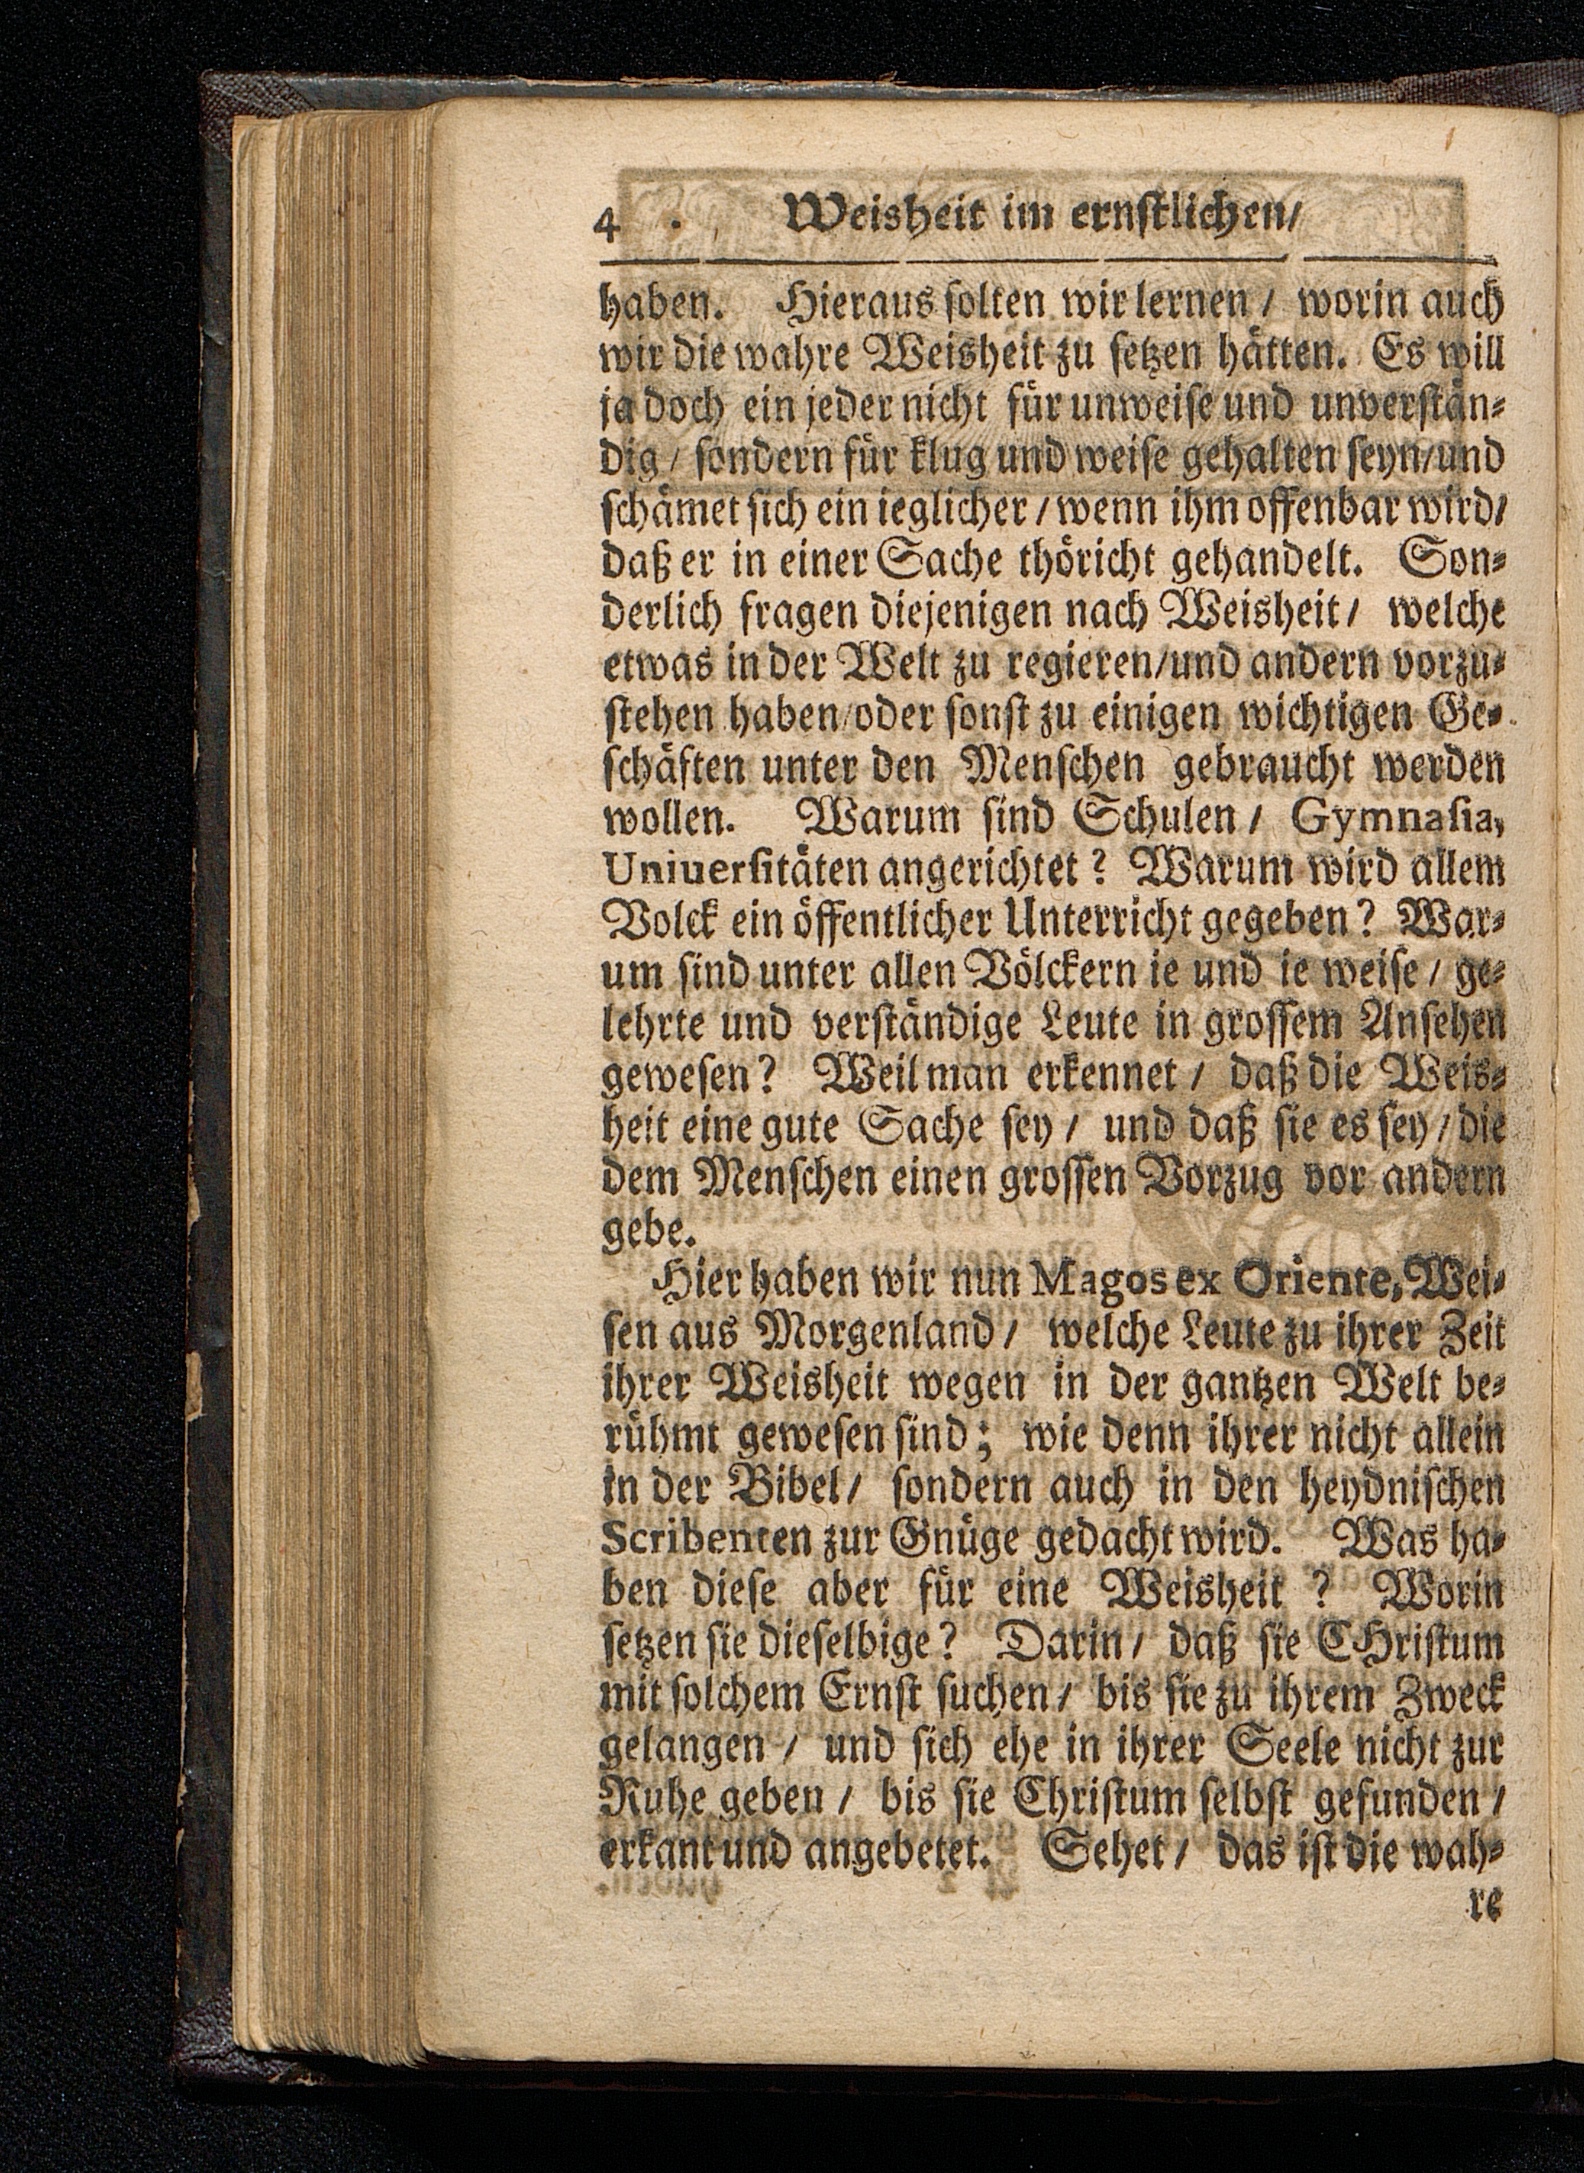 4 Weisheit im ernstlichen/
haben. Hieraus solten wir lernen / worin auch
wir die wahre Weisheit zu setzen hätten. Es will
ja doch ein jeder nicht für unweise und unverstän-
dig / sondern für klug und weise gehalten seyn/und
schämet sich ein ieglicher / wenn ihm offenbar wird/
daß er in einer Sache thöricht gehandelt. Son-
derlich fragen diejenigen nach Weisheit / welche
etwas in der Welt zu regieren/und andern vorzu-
stehen haben/oder sonst zu einigen wichtigen Ge-
schäften unter den Menschen gebraucht werden
wollen. Warum sind Schulen / Gymnasia,
Uniuersitäten angerichtet? Warum wird allem
Volck ein öffentlicher Unterricht gegeben? War-
um sind unter allen Völckern ie und ie weise / ge-
lehrte und verständige Leute in grossem Ansehen
gewesen? Weil man erkennet / daß die Weis-
heit eine gute Sache sey / und daß sie es sey / die
dem Menschen einen grossen Vorzug vor andern
gebe.
Hier haben wir nun Magos ex Oriente, Wei-
sen aus Morgenland / welche Leute zu ihrer Zeit
ihrer Weisheit wegen in der gantzen Welt be-
rühmt gewesen sind; wie denn ihrer nicht allein
in der Bibel / sondern auch in den heydnischen
Scribenten zur Gnüge gedacht wird. Was ha-
ben diese aber für eine Weisheit ? Worin
setzen sie dieselbige? Darin / daß sie CHristum
mit solchem Ernst suchen / bis sie zu ihrem Zweck
gelangen / und sich ehe in ihrer Seele nicht zur
Ruhe geben / bis sie Christum selbst gefunden /
erkant und angebetet. Sehet / das ist die wah-
re